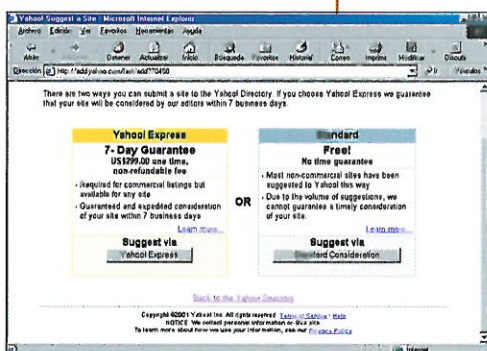 Yahoo! Suggest a Site - Microsoft Internet Explorer
Archivo Edición Ver Favoritos Herramientas Ayuda
Atrás Detener Actualizar Inicio Búsqueda Favoritos Historial Correo Imprimir Modificar Discutir
Dirección Ir Vínculos
There are two ways you can submit a site to the Yahoo! Directory. If you choose Yahoo! Express we guarantee
that your site will be considered by our editors within 7 business days.
Yahoo! Express
7- Day Guarantee
US$299.00 one time,
non-refundable fee
- Required for commercial listings but
available for any site
- Guaranteed and expedited consideration
of your site within 7 business days
Learn more...
Suggest via
Yahoo! Express
OR
Standard
Free!
No time guarantee
- Most non-commercial sites have been
suggested to Yahoo! this way
- Due to the volume of suggestions, we
cannot guarantee a timely consideration
of your site.
Learn more...
Suggest via
Standard Consideration
Back to the Yahoo! Directory
Copyright ©2001 Yahoo! Inc. All rights reserved. Terms of Service - Help
NOTICE: We collect personal information on this site.
To learn more about how we use your information, see our Privacy Policy
Internet